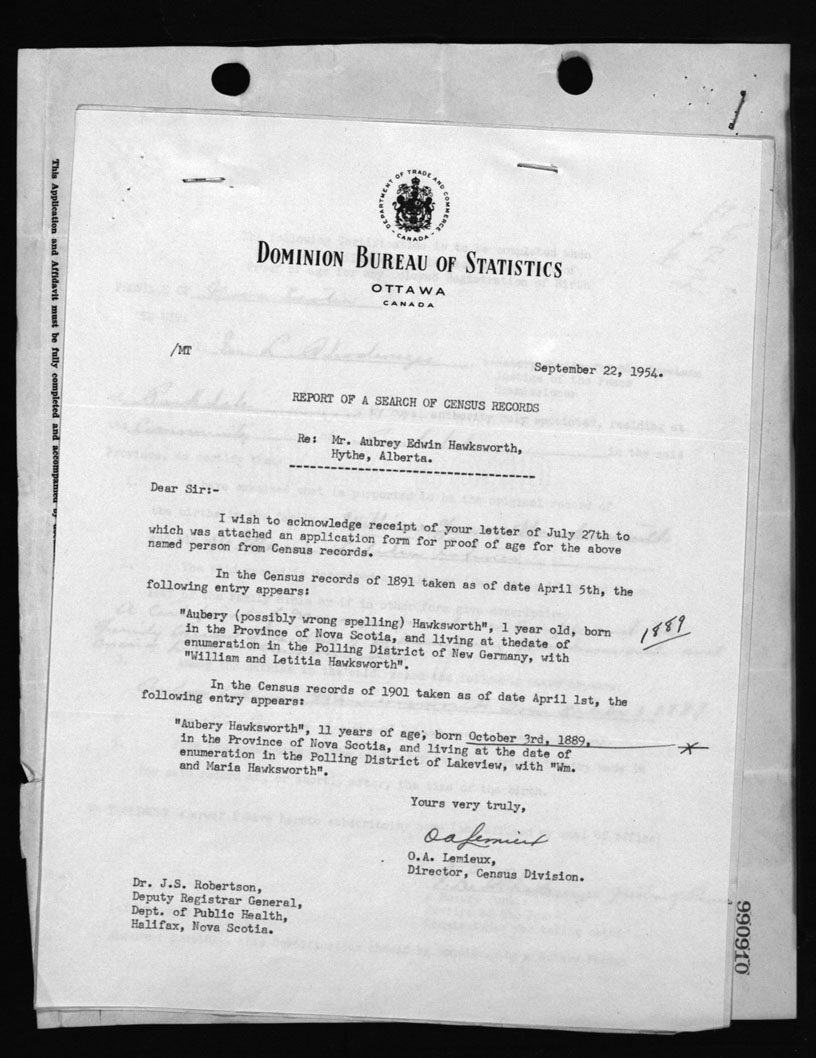 DEPARTMENT OF TRADE AND COMMERCE
- CANADA -
DOMINION BUREAU OF STATISTICS
OTTAWA
CANADA
/MT
September 22, 1954.
REPORT OF A SEARCH OF CENSUS RECORDS
Re: Mr. Aubrey Edwin Hawksworth,
Hythe, Alberta.
Dear Sir:-
I wish to acknowledge receipt of your letter of July 27th to
which was attached an application form for proof of age for the above
named person from Census records.
In the Census records of 1891 taken as of date April 5th, the
following entry appears:
"Aubery (possibly wrong spelling) Hawksworth", 1 year old, born
in the Province of Nova Scotia, and living at thedate of
enumeration in the Polling District of New Germany, with
"William and Letitia Hawksworth".
1889
In the Census records of 1901 taken as of date April 1st, the
following entry appears:
"Aubery Hawksworth", 11 years of age, born October 3rd, 1889,
in the Province of Nova Scotia, and living at the date of
enumeration in the Polling District of Lakeview, with "Wm.
and Maria Hawksworth".
Yours very truly,
OALemieux
O.A. Lemieux,
Director, Census Division.
Dr. J.S. Robertson,
Deputy Registrar General,
Dept. of Public Health,
Halifax, Nova Scotia.
This Application and Affidavit must be fully completed and accompanied by
990910